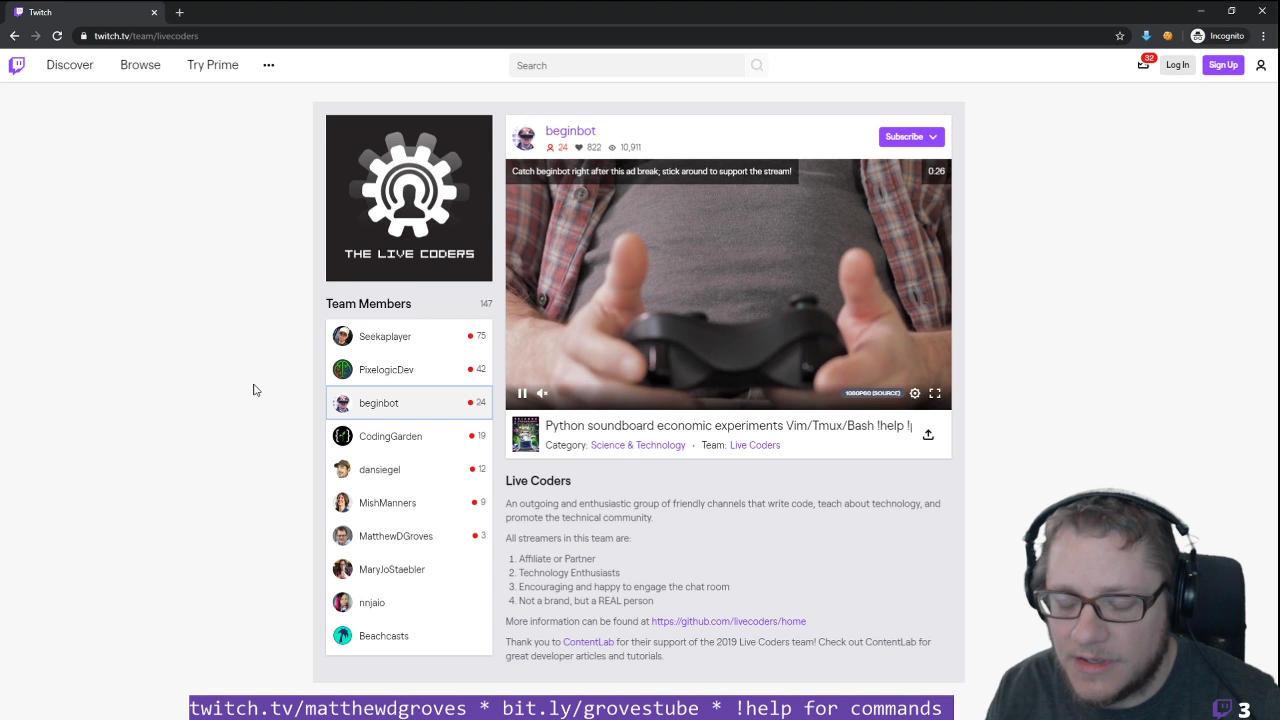 Twitch
twitch.tv/team/livecoders
Incognito
Discover
Browse
Try Prime
Search
32
Log In
Sign Up
THE LIVE CODERS
Team Members 147
Seekaplayer 75
PixelogicDev 42
beginbot 24
CodingGarden 19
dansiegel 12
MishManners 9
MatthewDGroves 3
MaryJoStaebler
nnjaio
Beachcasts
beginbot
24 822 10,911
Subscribe
Catch beginbot right after this ad break; stick around to support the stream!
0:26
1080P60 (SOURCE)
Python soundboard economic experiments Vim/Tmux/Bash !help !
Category: Science & Technology · Team: Live Coders
Live Coders
An outgoing and enthusiastic group of friendly channels that write code, teach about technology, and
promote the technical community.
All streamers in this team are:
1. Affiliate or Partner
2. Technology Enthusiasts
3. Encouraging and happy to engage the chat room
4. Not a brand, but a REAL person
More information can be found at https://github.com/livecoders/home
Thank you to ContentLab for their support of the 2019 Live Coders team! Check out ContentLab for
great developer articles and tutorials.
twitch.tv/matthewdgroves * bit.ly/grovestube * !help for commands
3